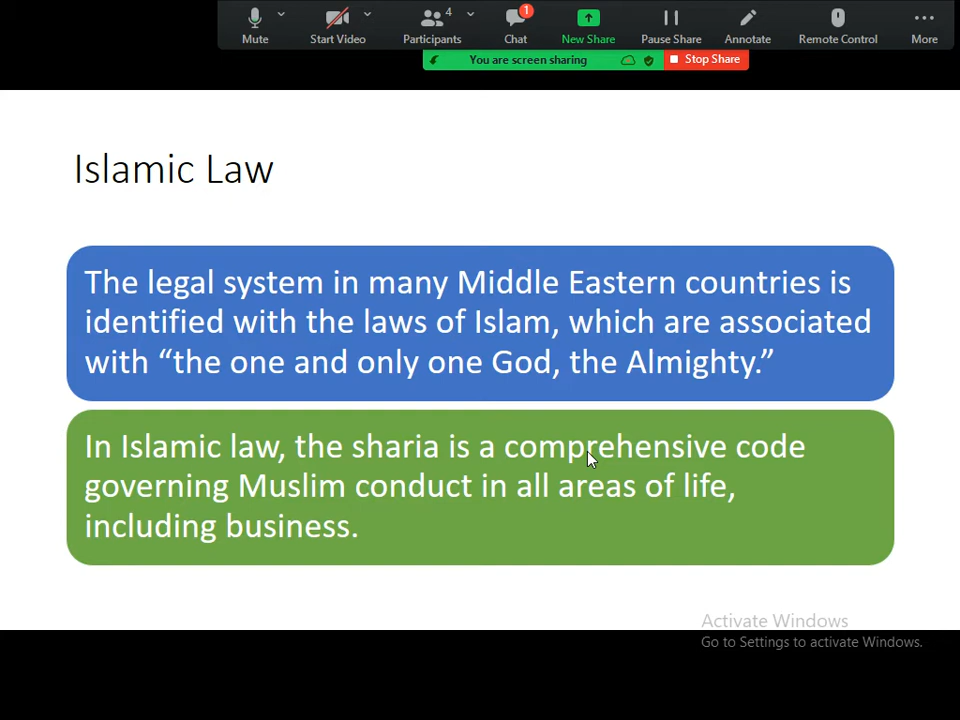 4
1
Mute
Start Video
Participants
Chat
New Share
Pause Share
Annotate
Remote Control
More
You are screen sharing
Stop Share
Islamic Law
The legal system in many Middle Eastern countries is
identified with the laws of Islam, which are associated
with “the one and only one God, the Almighty.”
In Islamic law, the sharia is a comprehensive code
governing Muslim conduct in all areas of life,
including business.
Activate Windows
Go to Settings to activate Windows.